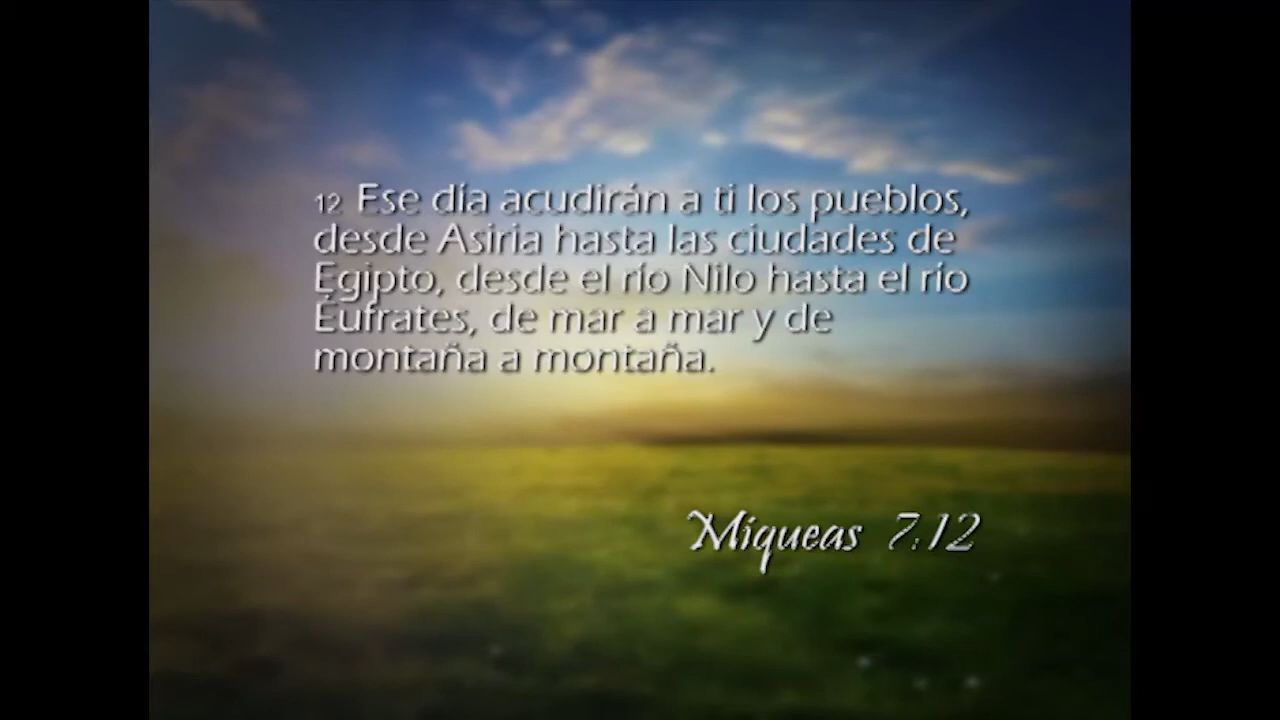 12 Ese día acudirán a ti los pueblos,
desde Asiria hasta las ciudades de
Egipto, desde el río Nilo hasta el río
Éufrates, de mar a mar y de
montaña a montaña.
Miqueas 7:12